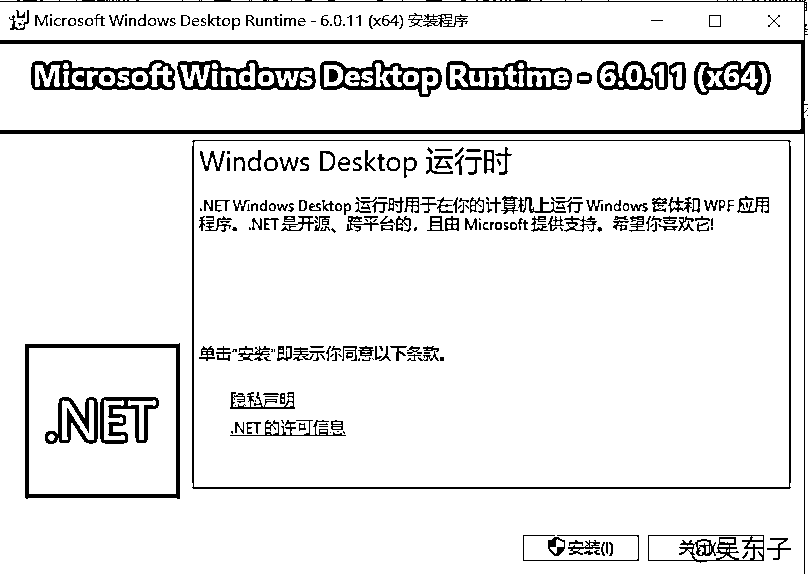 Microsoft Windows Desktop Runtime - 6.0.11 (x64) 安装程序
Microsoft Windows Desktop Runtime - 6.0.11 (x64)
Windows Desktop 运行时
.NET Windows Desktop 运行时用于在你的计算机上运行 Windows 窗体和 WPF 应用
程序。.NET 是开源、跨平台的，且由 Microsoft 提供支持。希望你喜欢它!
单击“安装”即表示你同意以下条款。
隐私声明
.NET 的许可信息
.NET
安装(I)
@吴东子